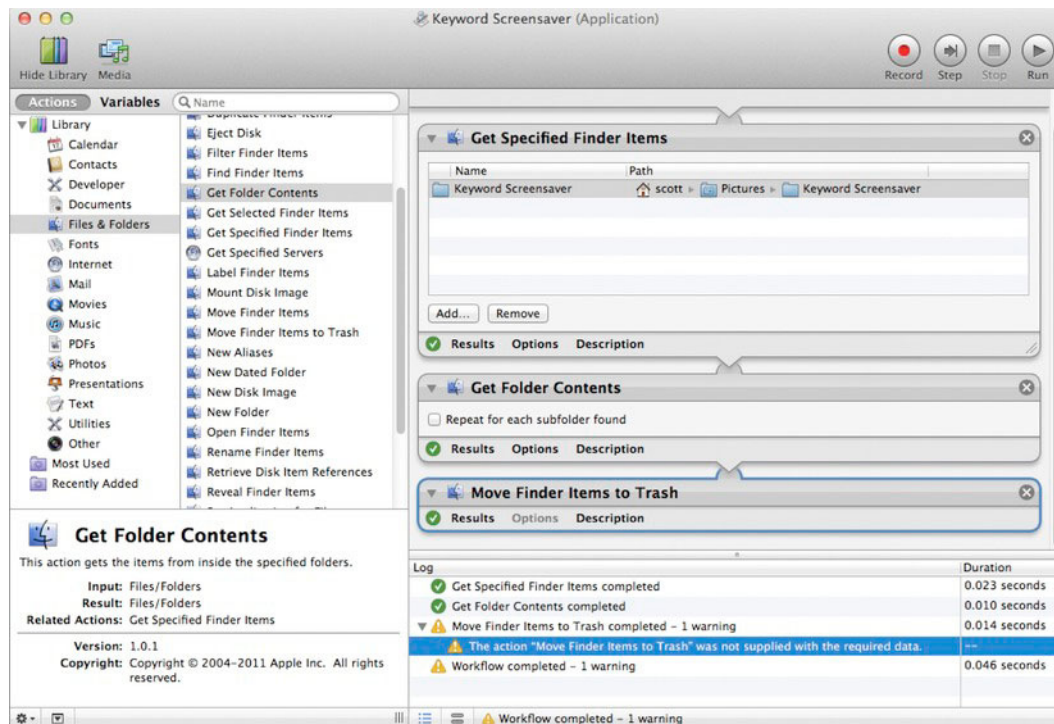 Keyword Screensaver (Application)
Hide Library Media
Record Step Stop Run
Actions Variables Name
Library
Calendar
Contacts
Developer
Documents
Files & Folders
Fonts
Internet
Mail
Movies
Music
PDFs
Photos
Presentations
Text
Utilities
Other
Most Used
Recently Added
Duplicate Finder Items
Eject Disk
Filter Finder Items
Find Finder Items
Get Folder Contents
Get Selected Finder Items
Get Specified Finder Items
Get Specified Servers
Label Finder Items
Mount Disk Image
Move Finder Items
Move Finder Items to Trash
New Aliases
New Dated Folder
New Disk Image
New Folder
Open Finder Items
Rename Finder Items
Retrieve Disk Item References
Reveal Finder Items
Get Folder Contents
This action gets the items from inside the specified folders.
Input: Files/Folders
Result: Files/Folders
Related Actions: Get Specified Finder Items
Version: 1.0.1
Copyright: Copyright © 2004–2011 Apple Inc. All rights
reserved.
Get Specified Finder Items
Name Path
Keyword Screensaver scott Pictures Keyword Screensaver
Add... Remove
Results Options Description
Get Folder Contents
Repeat for each subfolder found
Results Options Description
Move Finder Items to Trash
Results Options Description
Log Duration
Get Specified Finder Items completed 0.023 seconds
Get Folder Contents completed 0.010 seconds
Move Finder Items to Trash completed – 1 warning 0.014 seconds
The action “Move Finder Items to Trash” was not supplied with the required data. --
Workflow completed – 1 warning 0.046 seconds
Workflow completed – 1 warning